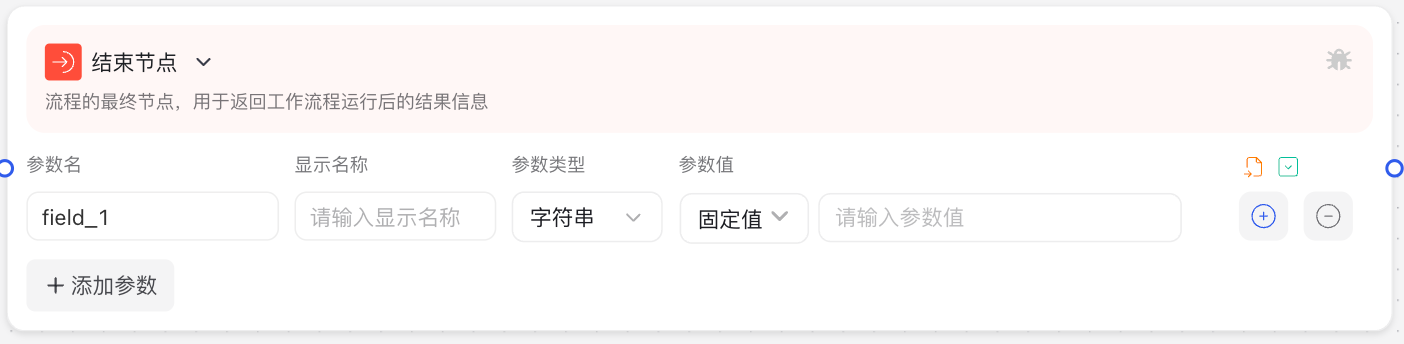 结束节点
流程的最终节点，用于返回工作流程运行后的结果信息
参数名 显示名称 参数类型 参数值
field_1 请输入显示名称 字符串 固定值 请输入参数值
+ 添加参数